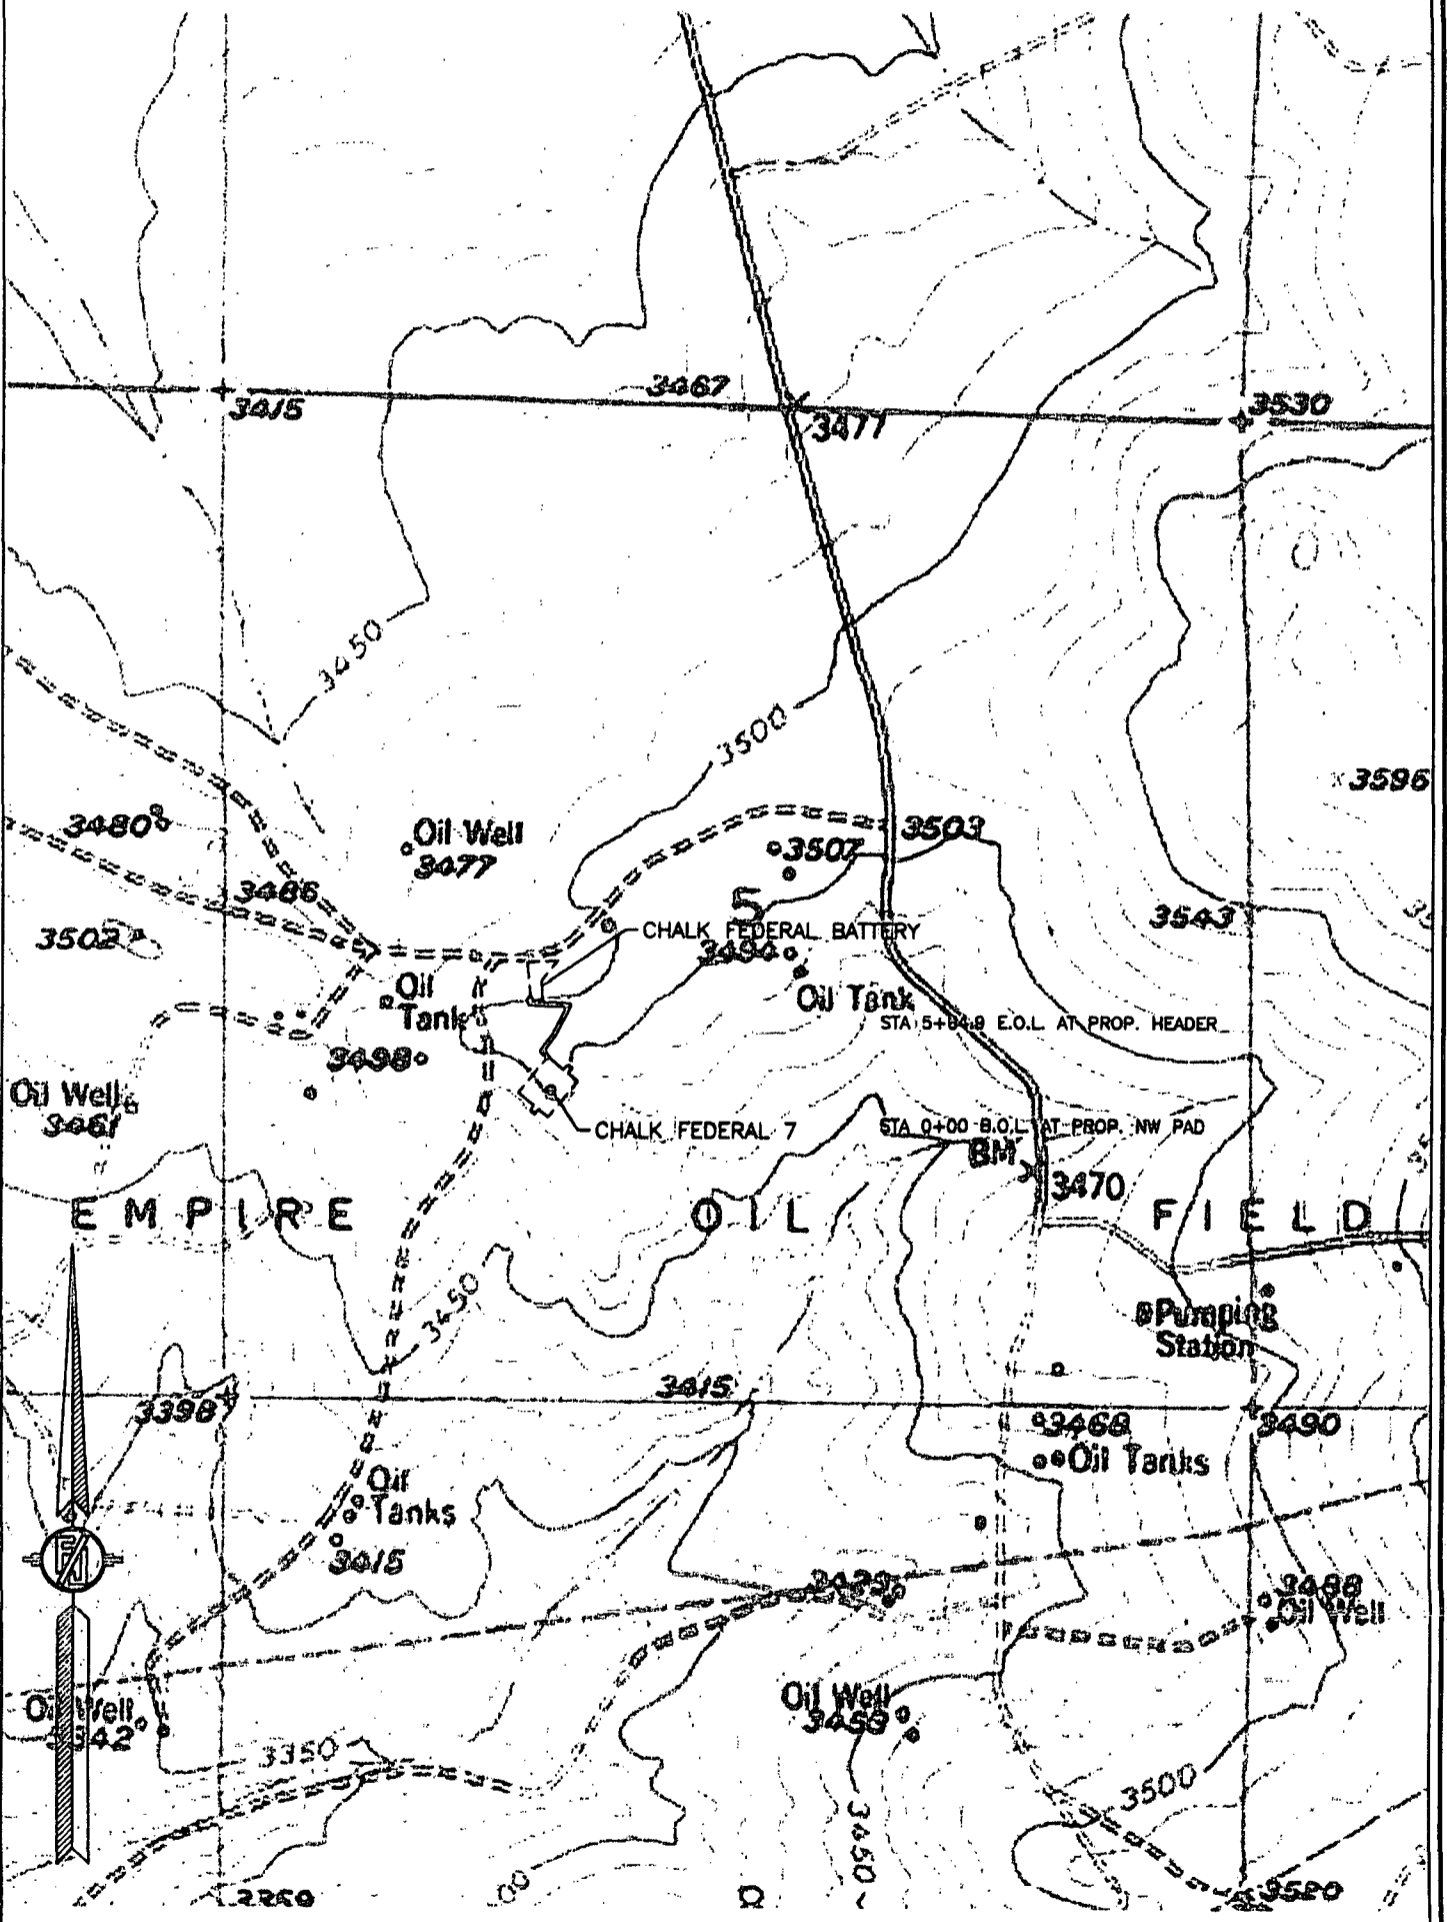 3467
3415
3477
3530
3450
3500
3596
3480
Oil Well
3477
3503
3507
3486
5
3543
3502
CHALK FEDERAL BATTERY
3494
Oil
Tank
Oil Tank
STA 5+84.9 E.O.L. AT PROP. HEADER
3498
Oil Well
3461
CHALK FEDERAL 7
STA 0+00 B.O.L. AT PROP. NW PAD
BM
3470
EMPIRE OIL FIELD
3450
Pumping
Station
3415
3398
3468
3490
Oil Tanks
Oil
Tanks
3415
3488
Oil Well
Oil Well
3342
Oil Well
3350
3500
3450
00
3520